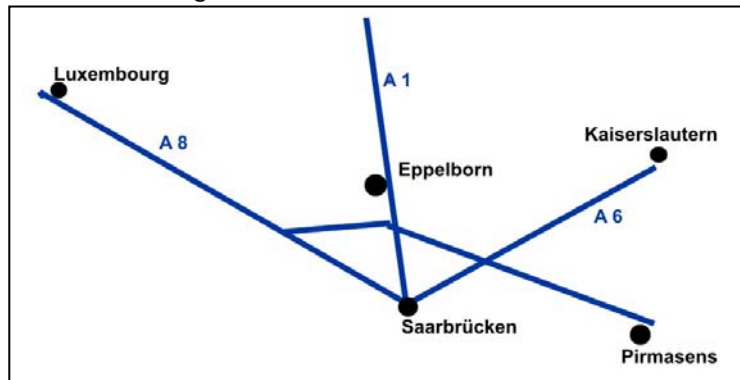 Luxembourg
A 1
A 8
Kaiserslautern
Eppelborn
A 6
Saarbrücken
Pirmasens